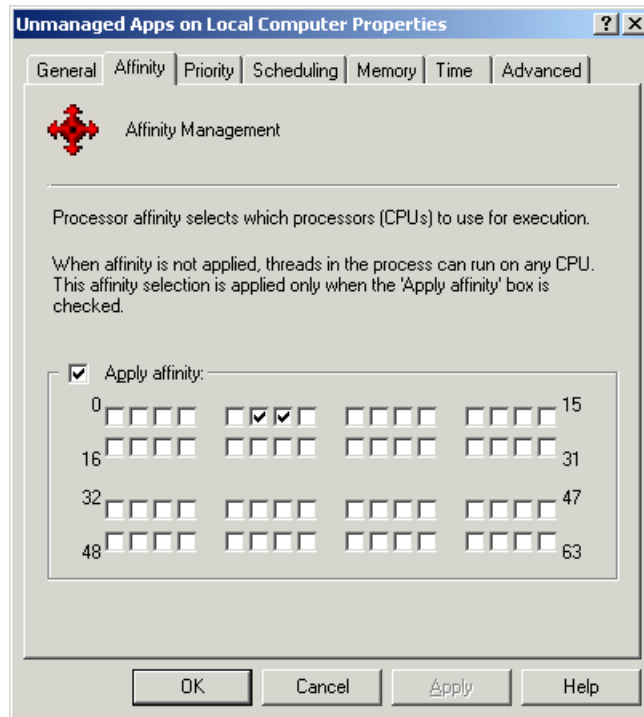 Unmanaged Apps on Local Computer Properties
General Affinity Priority Scheduling Memory Time Advanced
Affinity Management
Processor affinity selects which processors (CPUs) to use for execution.
When affinity is not applied, threads in the process can run on any CPU.
This affinity selection is applied only when the 'Apply affinity' box is
checked.
Apply affinity:
0 15
16 31
32 47
48 63
OK Cancel Apply Help